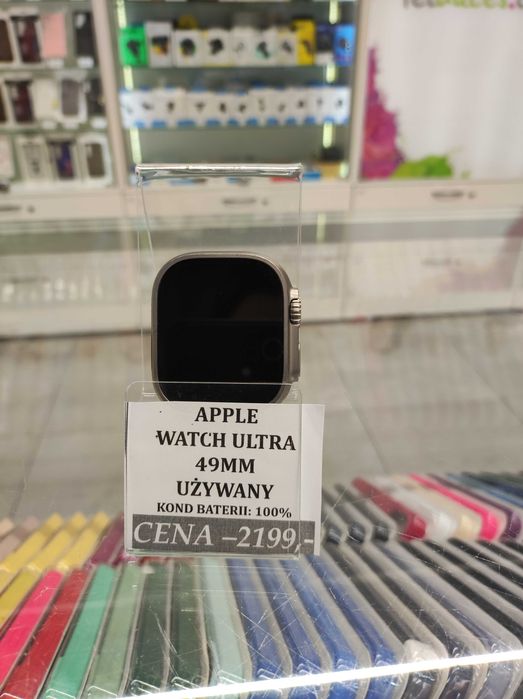 APPLE
WATCH ULTRA
49MM
UŻYWANY
KOND BATERII: 100%
CENA –2199,-